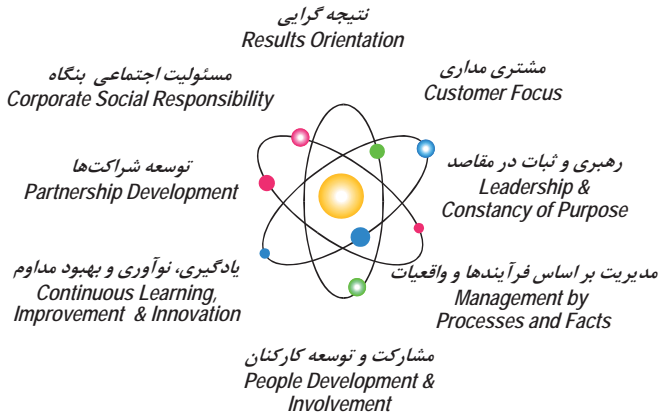 نتیجه گرایی
Results Orientation
مشتری مداری
Customer Focus
رهبری و ثبات در مقاصد
Leadership &
Constancy of Purpose
مدیریت بر اساس فرآیندها و واقعیات
Management by
Processes and Facts
مشارکت و توسعه کارکنان
People Development &
Involvement
یادگیری، نوآوری و بهبود مداوم
Continuous Learning,
Improvement & Innovation
توسعه شراکت‌ها
Partnership Development
مسئولیت اجتماعی بنگاه
Corporate Social Responsibility